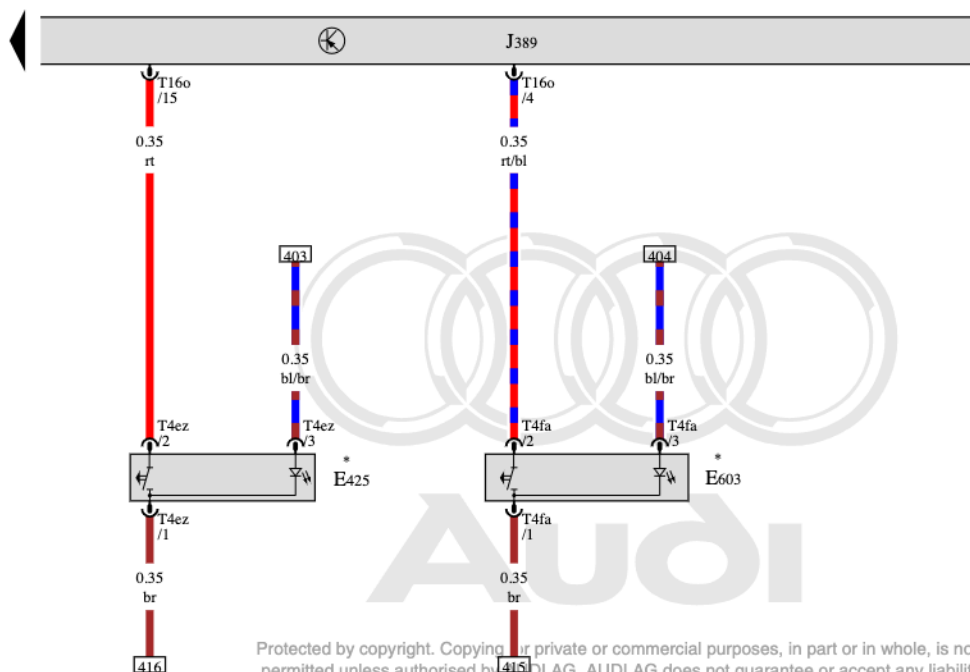 J389
T16o
/15
T16o
/4
0.35
rt
0.35
rt/bl
403
404
0.35
bl/br
0.35
bl/br
T4ez
/2
T4ez
/3
T4fa
/2
T4fa
/3
*
E425
*
E603
T4ez
/1
T4fa
/1
0.35
br
0.35
br
Audi
416
415
Protected by copyright. Copying for private or commercial purposes, in part or in whole, is no
permitted unless authorised by AUDI AG. AUDI AG does not guarantee or accept any liabili